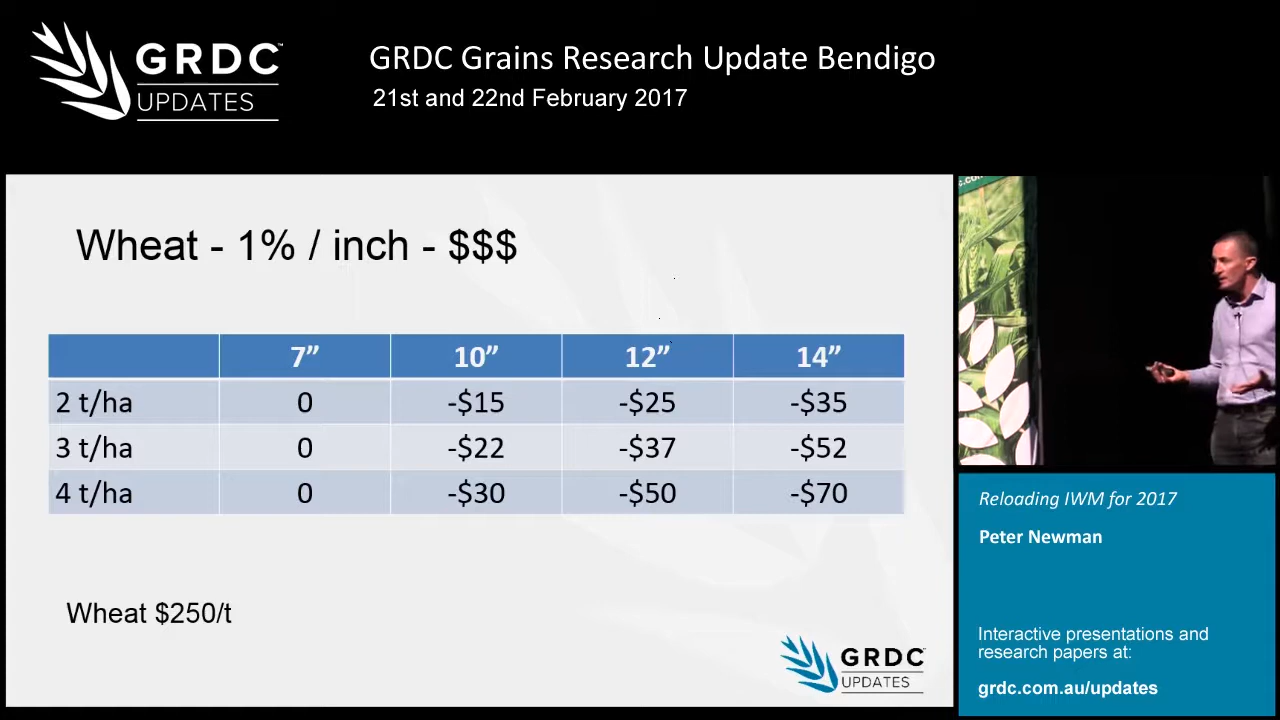 GRDC™
UPDATES
GRDC Grains Research Update Bendigo
21st and 22nd February 2017
Wheat - 1% / inch - $$$
7” 10” 12” 14”
2 t/ha 0 -$15 -$25 -$35
3 t/ha 0 -$22 -$37 -$52
4 t/ha 0 -$30 -$50 -$70
Wheat $250/t
GRDC™
UPDATES
Reloading IWM for 2017
Peter Newman
Interactive presentations and
research papers at:
grdc.com.au/updates